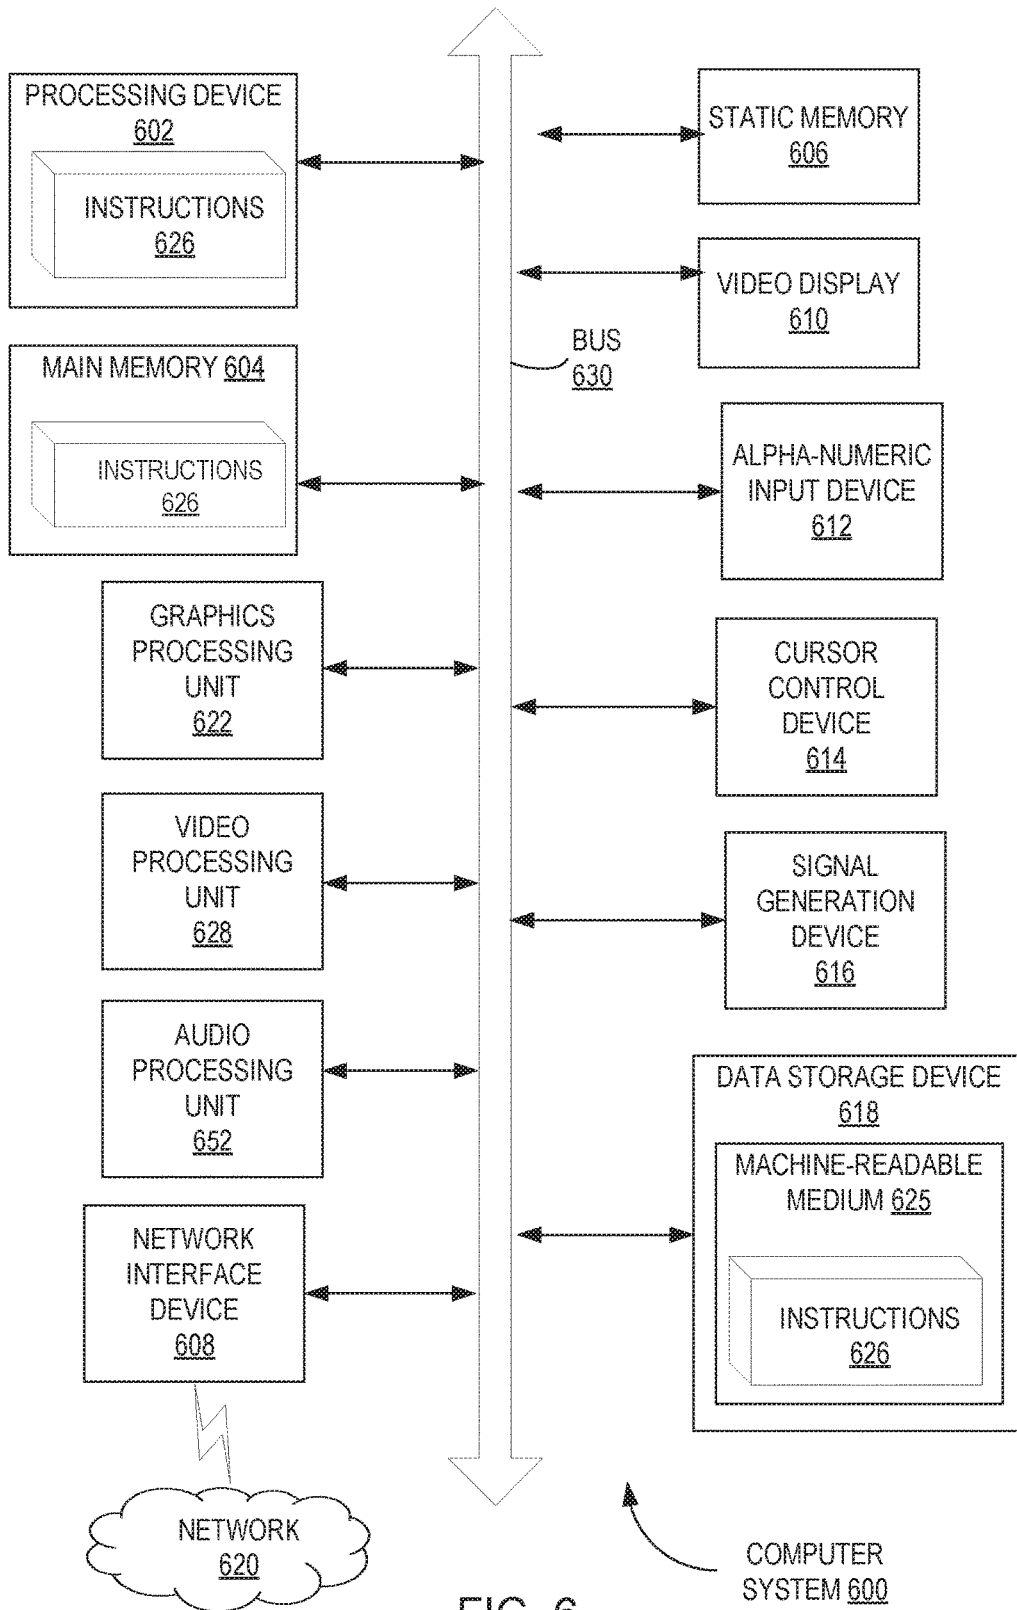 PROCESSING DEVICE
602
INSTRUCTIONS
626
MAIN MEMORY 604
INSTRUCTIONS
626
GRAPHICS
PROCESSING
UNIT
622
VIDEO
PROCESSING
UNIT
628
AUDIO
PROCESSING
UNIT
652
NETWORK
INTERFACE
DEVICE
608
NETWORK
620
BUS
630
STATIC MEMORY
606
VIDEO DISPLAY
610
ALPHA-NUMERIC
INPUT DEVICE
612
CURSOR
CONTROL
DEVICE
614
SIGNAL
GENERATION
DEVICE
616
DATA STORAGE DEVICE
618
MACHINE-READABLE
MEDIUM 625
INSTRUCTIONS
626
COMPUTER
SYSTEM 600
FIG. 6